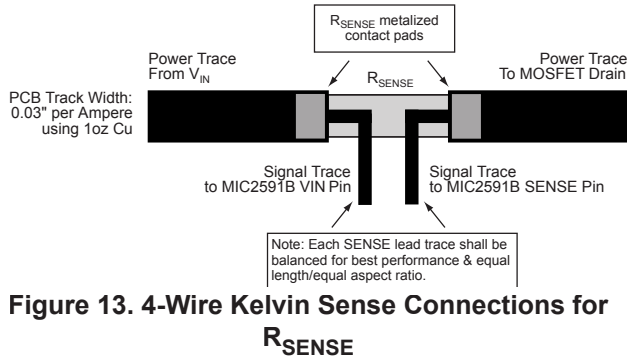 RSENSE metalized
contact pads
Power Trace
From VIN
RSENSE
Power Trace
To MOSFET Drain
PCB Track Width:
0.03" per Ampere
using 1oz Cu
Signal Trace
to MIC2591B VIN Pin
Signal Trace
to MIC2591B SENSE Pin
Note: Each SENSE lead trace shall be
balanced for best performance & equal
length/equal aspect ratio.
Figure 13. 4-Wire Kelvin Sense Connections for
RSENSE